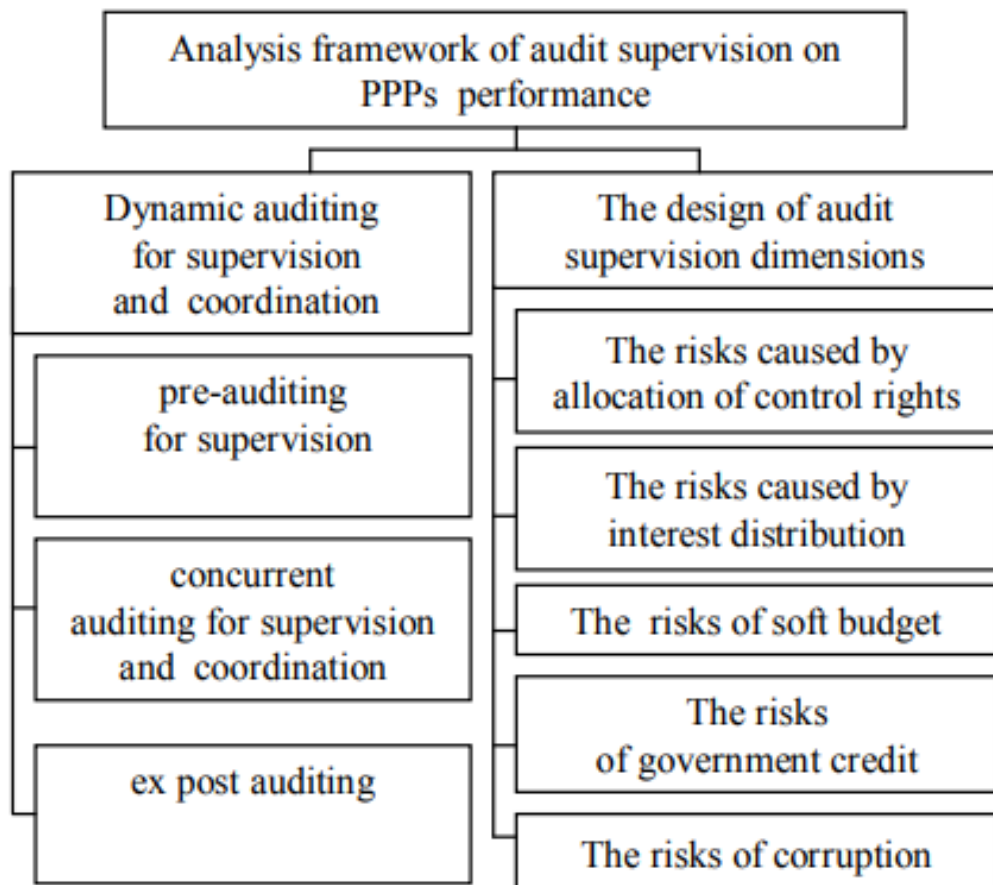 Analysis framework of audit supervision on
PPPs performance
Dynamic auditing
for supervision
and coordination
pre-auditing
for supervision
concurrent
auditing for supervision
and coordination
ex post auditing
The design of audit
supervision dimensions
The risks caused by
allocation of control rights
The risks caused by
interest distribution
The risks of soft budget
The risks
of government credit
The risks of corruption